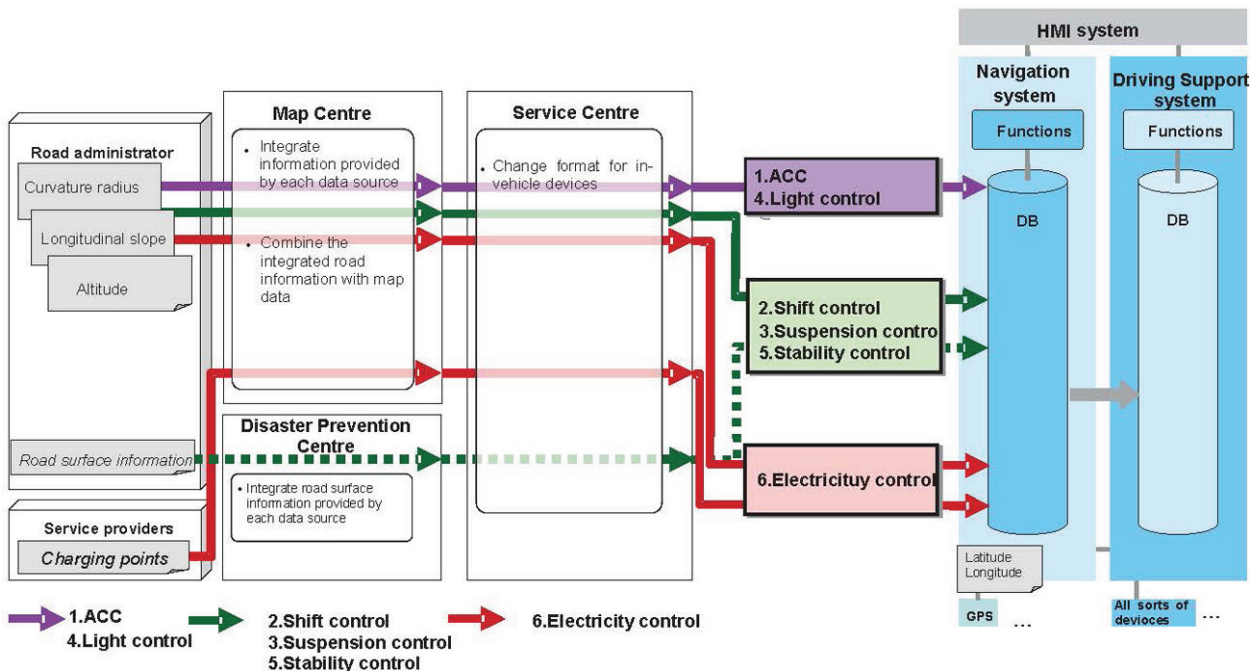 HMI system
Navigation
system
Functions
DB
Driving Support
system
Functions
DB
Map Centre
• Integrate
information provided
by each data source
• Combine the
integrated road
information with map
data
Service Centre
• Change format for in-
vehicle devices
Road administrator
Curvature radius
Longitudinal slope
Altitude
Road surface information
Service providers
Charging points
Disaster Prevention
Centre
• Integrate road surface
information provided by
each data source
1.ACC
4.Light control
2.Shift control
3.Suspension contro
5.Stability control
6.Electricituy control
Latitude
Longitude
GPS
...
All sorts of
devioces
...
1.ACC
4.Light control
2.Shift control
3.Suspension control
5.Stability control
6.Electricity control